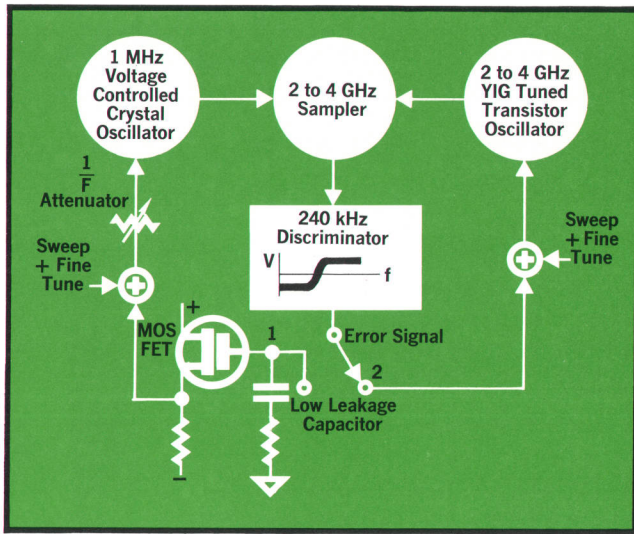 1 MHz
Voltage
Controlled
Crystal
Oscillator
2 to 4 GHz
Sampler
2 to 4 GHz
YIG Tuned
Transistor
Oscillator
1
F
Attenuator
Sweep
+ Fine
Tune
+
240 kHz
Discriminator
V
f
Sweep
+ Fine
Tune
+
+
MOS
FET
1
Error Signal
2
Low Leakage
Capacitor
−